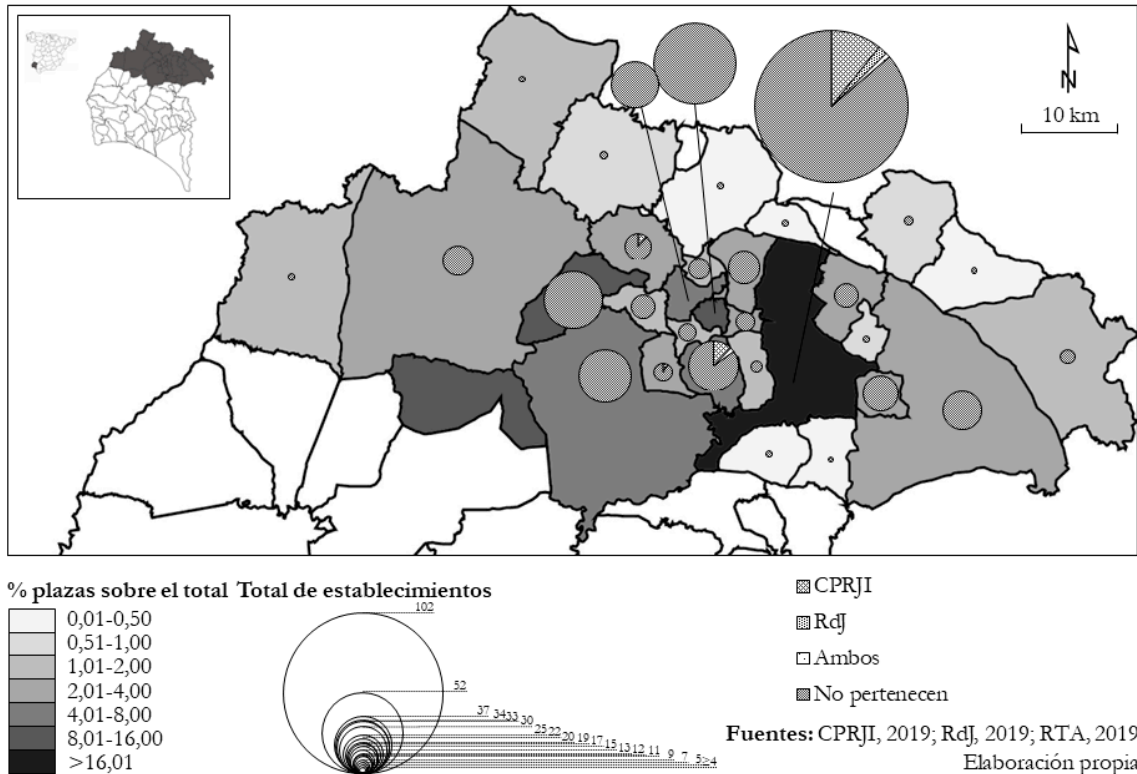 N
10 km
% plazas sobre el total
0,01-0,50
0,51-1,00
1,01-2,00
2,01-4,00
4,01-8,00
8,01-16,00
>16,01
Total de establecimientos
102
52
37 34 33 30 25 22 20 19 17 15 13 12 11 9 7 5 >4
CPRJI
RdJ
Ambos
No pertenecen
Fuentes: CPRJI, 2019; RdJ, 2019; RTA, 2019
Elaboración propia